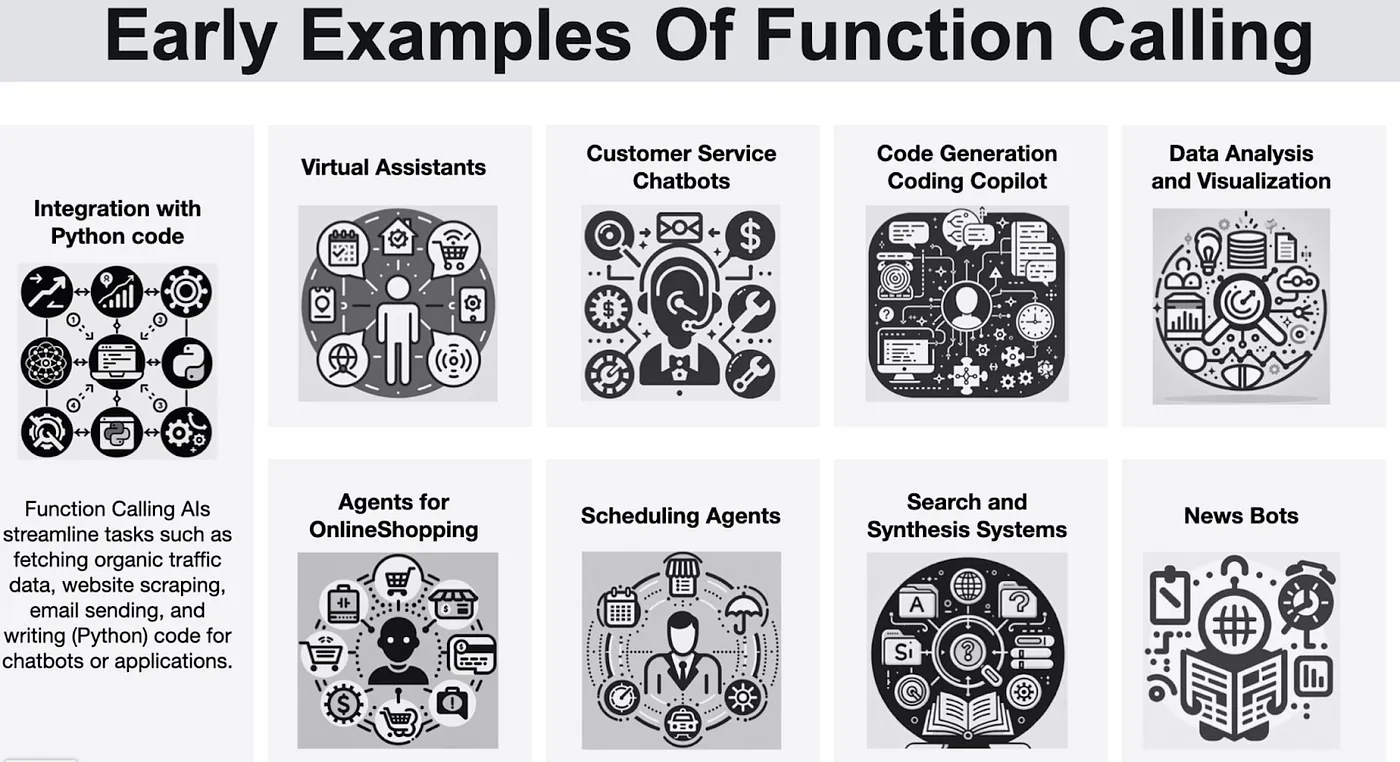 Early Examples Of Function Calling
Integration with
Python code
Function Calling AIs
streamline tasks such as
fetching organic traffic
data, website scraping,
email sending, and
writing (Python) code for
chatbots or applications.
Virtual Assistants
Customer Service
Chatbots
Code Generation
Coding Copilot
Data Analysis
and Visualization
Agents for
OnlineShopping
Scheduling Agents
Search and
Synthesis Systems
A
Si
News Bots